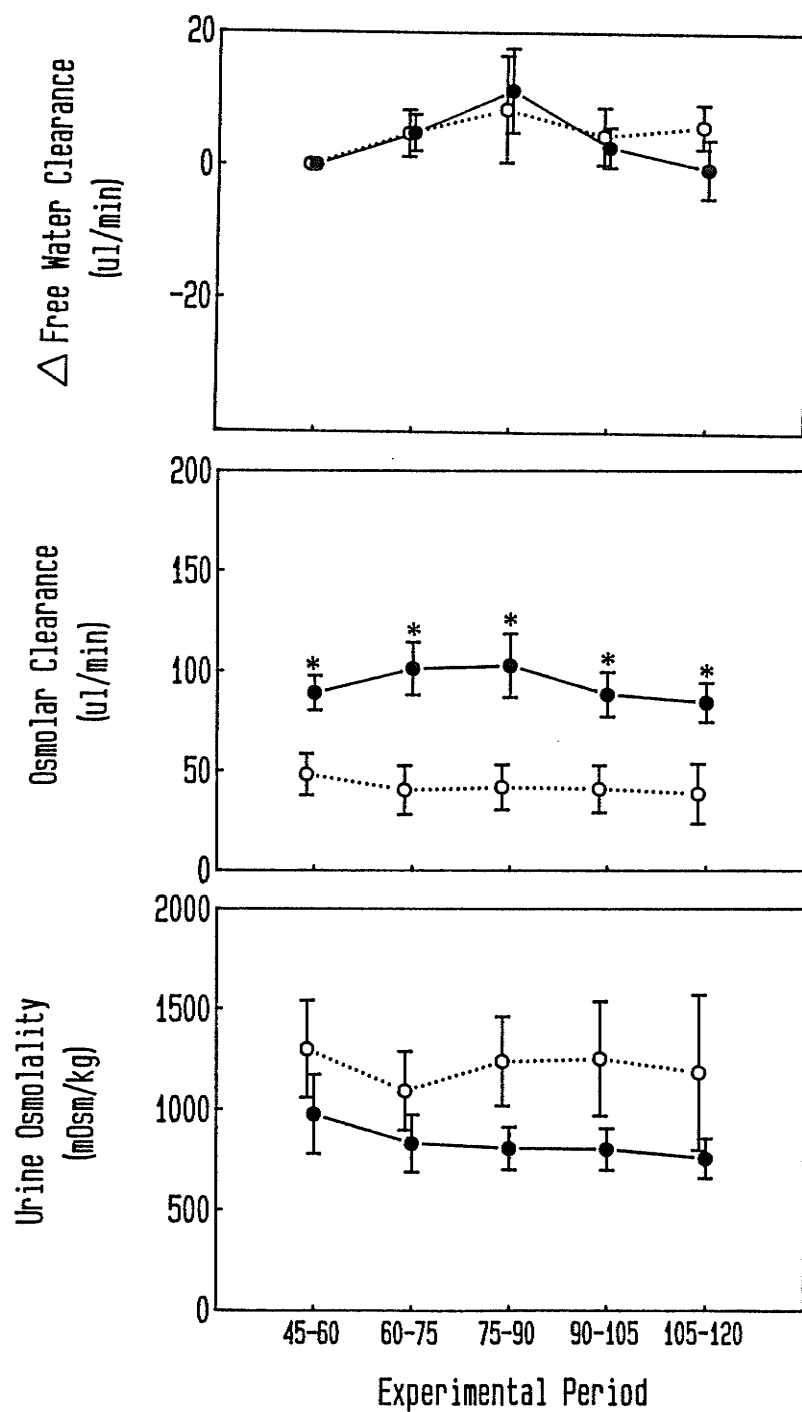 △ Free Water Clearance
(ul/min)
20
0
-20
Osmolar Clearance
(ul/min)
200
150
100
50
0
*
*
*
*
*
Urine Osmolality
(mOsm/kg)
2000
1500
1000
500
0
45-60 60-75 75-90 90-105 105-120
Experimental Period